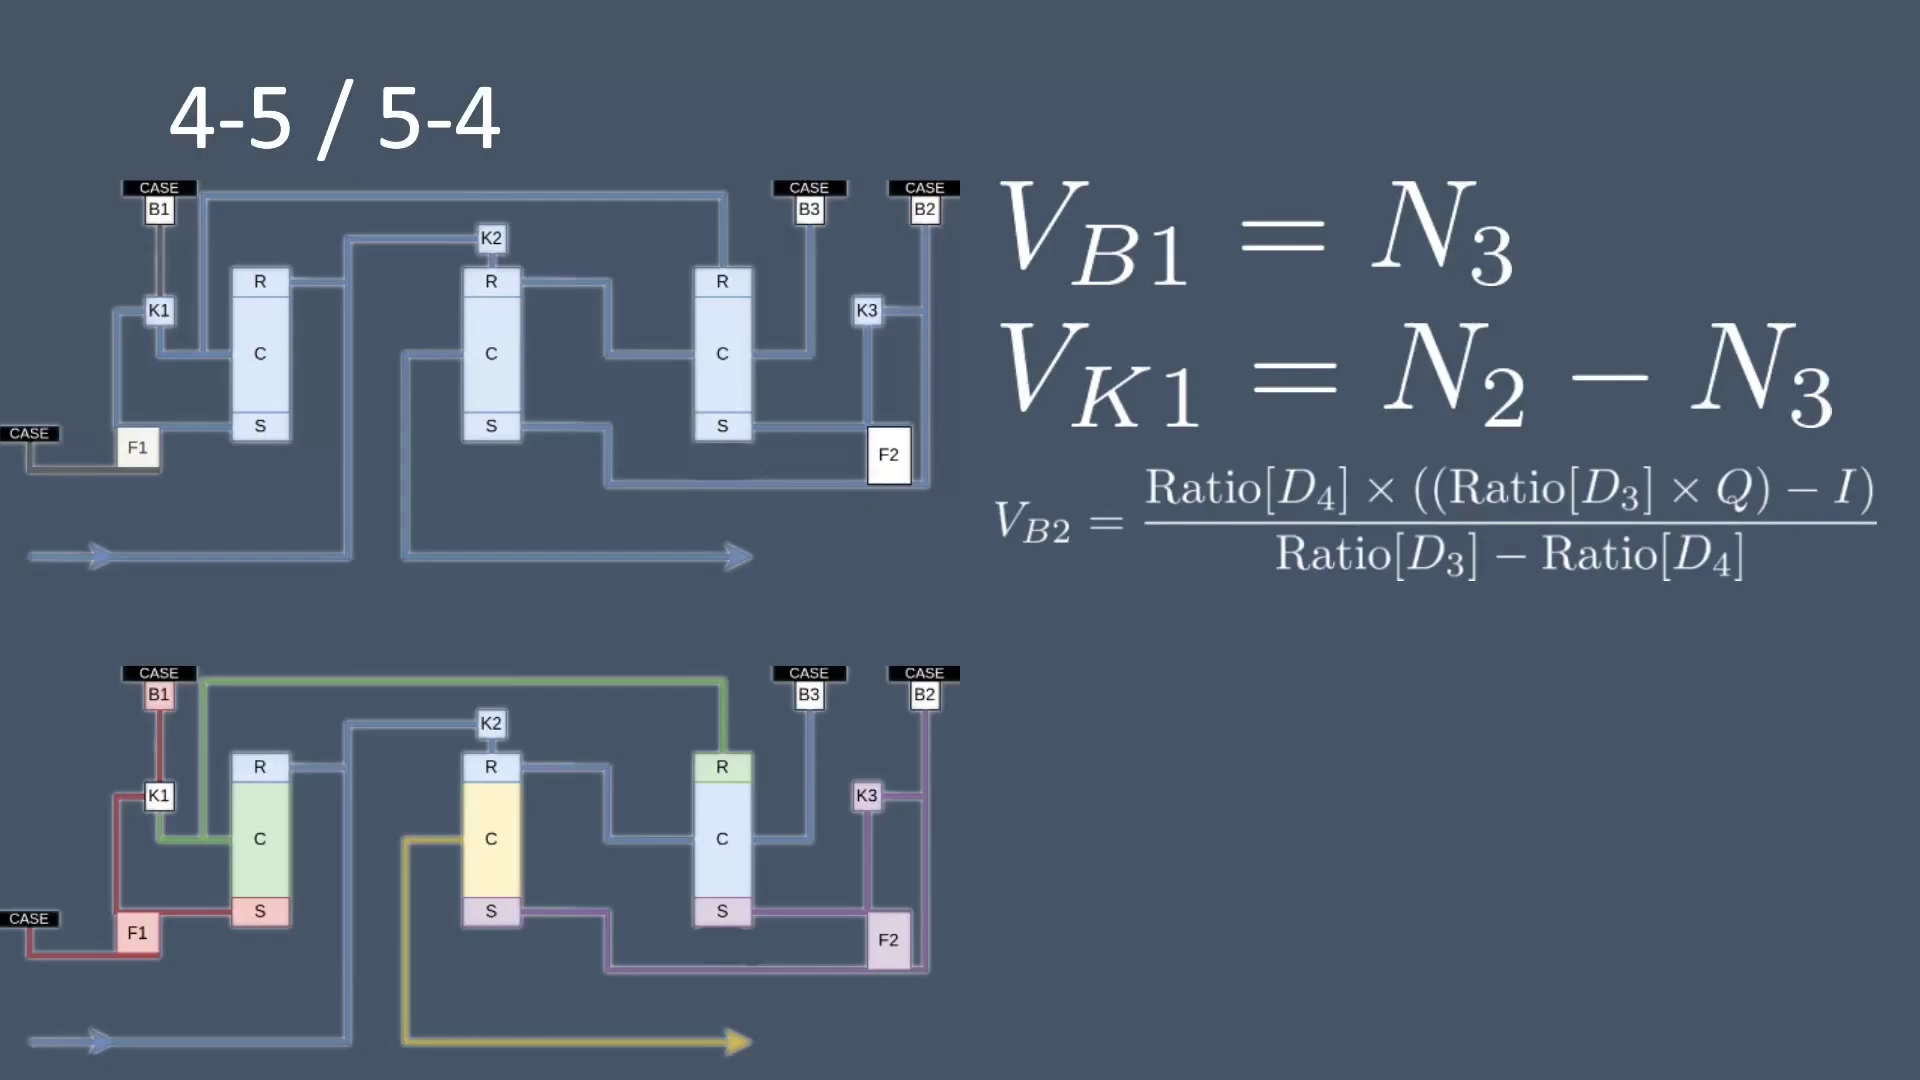 4-5 / 5-4
CASE CASE CASE
B1 B3 B2
K2
R R R
K1 K3
C C C
S S S
CASE
F1 F2
V_{B1} = N_3
V_{K1} = N_2 − N_3
V_{B2} = \frac{Ratio[D_4] × ((Ratio[D_3] × Q) − I)}{Ratio[D_3] − Ratio[D_4]}
CASE CASE CASE
B1 B3 B2
K2
R R R
K1 K3
C C C
S S S
CASE
F1 F2